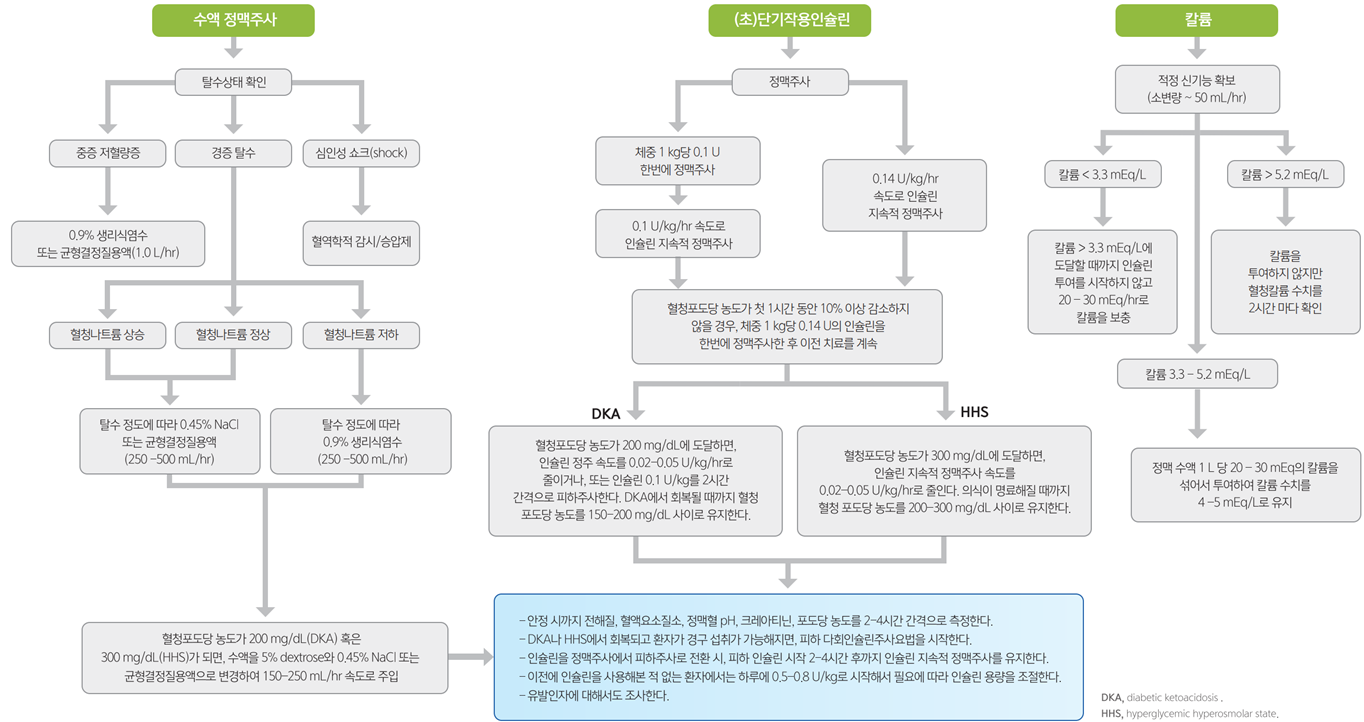 수액 정맥주사
탈수상태 확인
중증 저혈량증
경증 탈수
심인성 쇼크(shock)
0.9% 생리식염수
또는 균형결정질용액(1.0 L/hr)
혈역학적 감시/승압제
혈청나트륨 상승
혈청나트륨 정상
혈청나트륨 저하
탈수 정도에 따라 0.45% NaCl
또는 균형결정질용액
(250 –500 mL/hr)
탈수 정도에 따라
0.9% 생리식염수
(250 –500 mL/hr)
혈청포도당 농도가 200 mg/dL(DKA) 혹은
300 mg/dL(HHS)가 되면, 수액을 5% dextrose와 0.45% NaCl 또는
균형결정질용액으로 변경하여 150–250 mL/hr 속도로 주입
(초)단기작용인슐린
정맥주사
체중 1 kg당 0.1 U
한번에 정맥주사
0.1 U/kg/hr 속도로
인슐린 지속적 정맥주사
0.14 U/kg/hr
속도로 인슐린
지속적 정맥주사
혈청포도당 농도가 첫 1시간 동안 10% 이상 감소하지
않을 경우, 체중 1 kg당 0.14 U의 인슐린을
한번에 정맥주사한 후 이전 치료를 계속
DKA
HHS
혈청포도당 농도가 200 mg/dL에 도달하면,
인슐린 정주 속도를 0.02–0.05 U/kg/hr로
줄이거나, 또는 인슐린 0.1 U/kg를 2시간
간격으로 피하주사한다. DKA에서 회복될 때까지 혈청
포도당 농도를 150–200 mg/dL 사이로 유지한다.
혈청포도당 농도가 300 mg/dL에 도달하면,
인슐린 지속적 정맥주사 속도를
0.02–0.05 U/kg/hr로 줄인다. 의식이 명료해질 때까지
혈청 포도당 농도를 200–300 mg/dL 사이로 유지한다.
– 안정 시까지 전해질, 혈액요소질소, 정맥혈 pH, 크레아티닌, 포도당 농도를 2–4시간 간격으로 측정한다.
– DKA나 HHS에서 회복되고 환자가 경구 섭취가 가능해지면, 피하 다회인슐린주사요법을 시작한다.
– 인슐린을 정맥주사에서 피하주사로 전환 시, 피하 인슐린 시작 2–4시간 후까지 인슐린 지속적 정맥주사를 유지한다.
– 이전에 인슐린을 사용해본 적 없는 환자에서는 하루에 0.5–0.8 U/kg로 시작해서 필요에 따라 인슐린 용량을 조절한다.
– 유발인자에 대해서도 조사한다.
칼륨
적정 신기능 확보
(소변량 ~ 50 mL/hr)
칼륨 < 3.3 mEq/L
칼륨 > 5.2 mEq/L
칼륨 > 3.3 mEq/L에
도달할 때까지 인슐린
투여를 시작하지 않고
20 – 30 mEq/hr로
칼륨을 보충
칼륨을
투여하지 않지만
혈청칼륨 수치를
2시간 마다 확인
칼륨 3.3 – 5.2 mEq/L
정맥 수액 1 L 당 20 – 30 mEq의 칼륨을
섞어서 투여하여 칼륨 수치를
4 –5 mEq/L로 유지
DKA, diabetic ketoacidosis .
HHS, hyperglycemic hyperosmolar state.